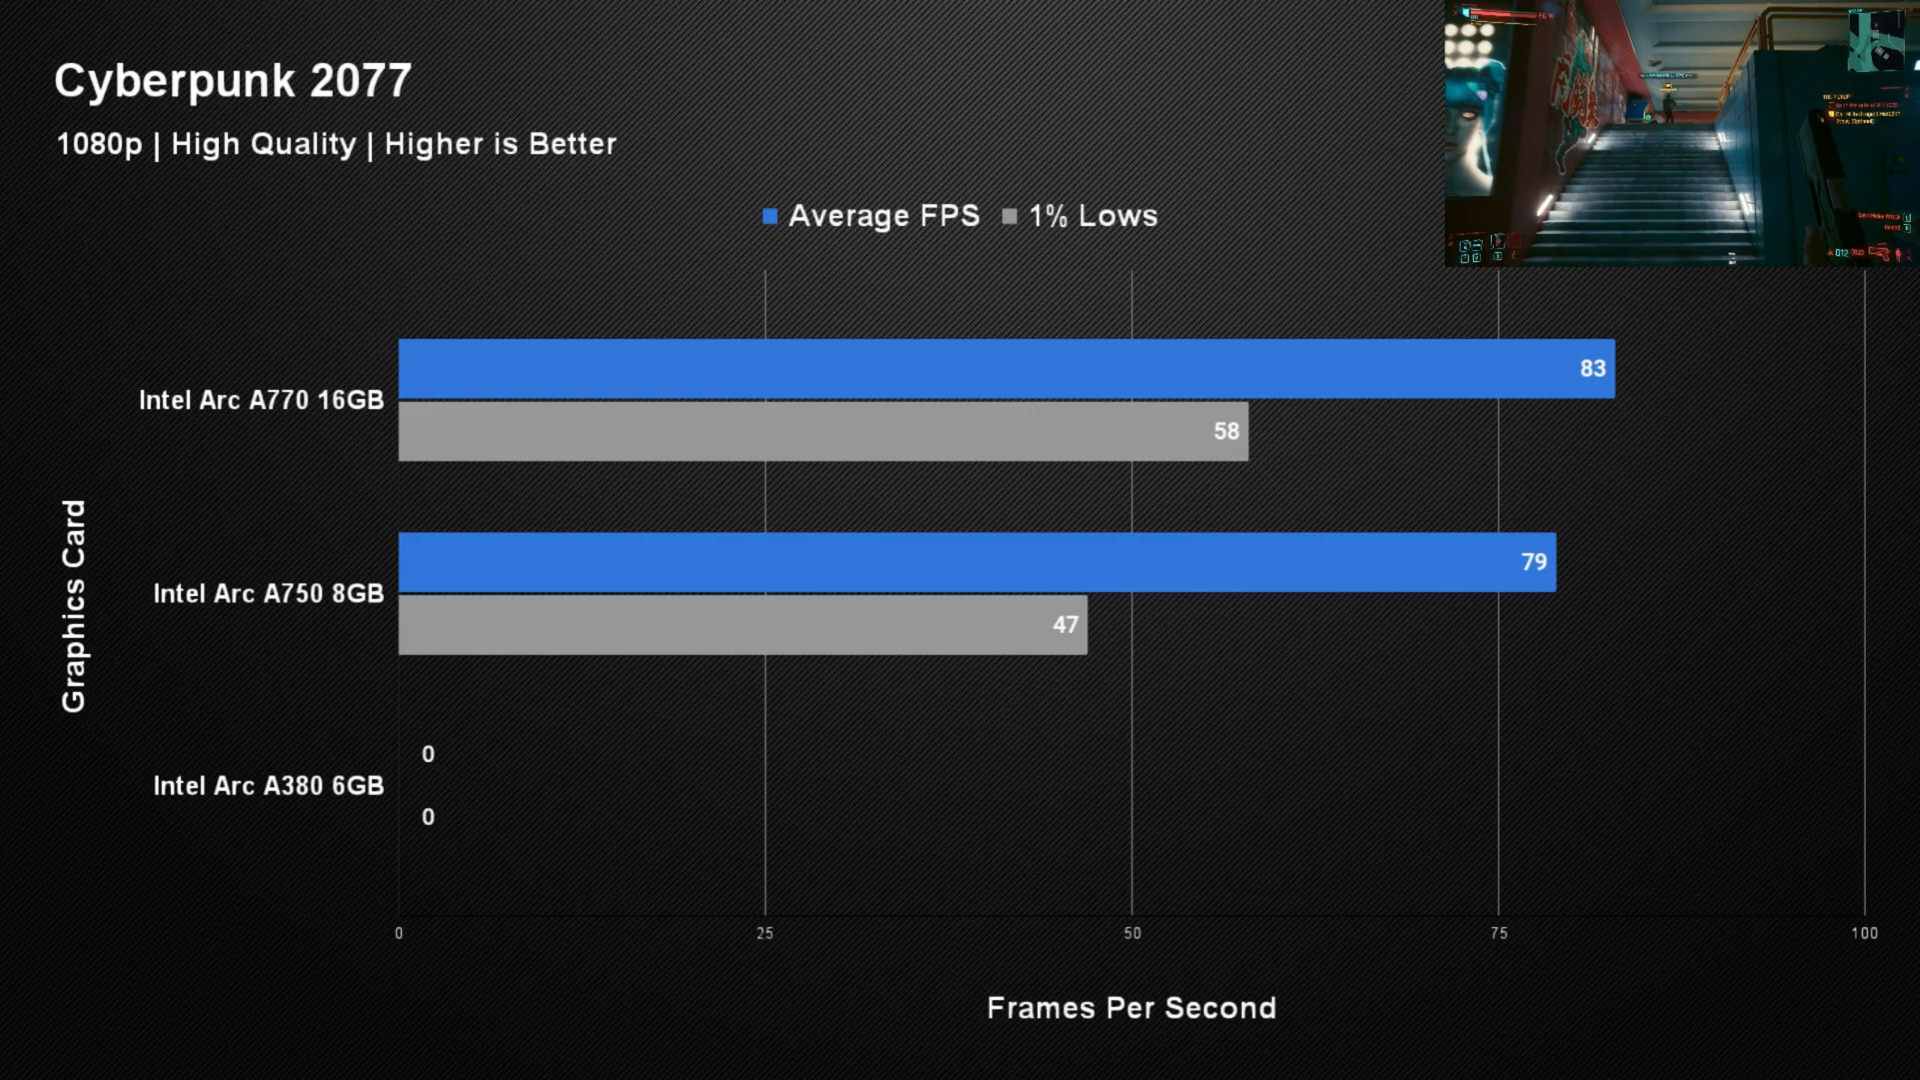 Cyberpunk 2077
1080p | High Quality | Higher is Better
Average FPS 1% Lows
Intel Arc A770 16GB
83
58
Intel Arc A750 8GB
79
47
Intel Arc A380 6GB
0
0
Graphics Card
0 25 50 75 100
Frames Per Second